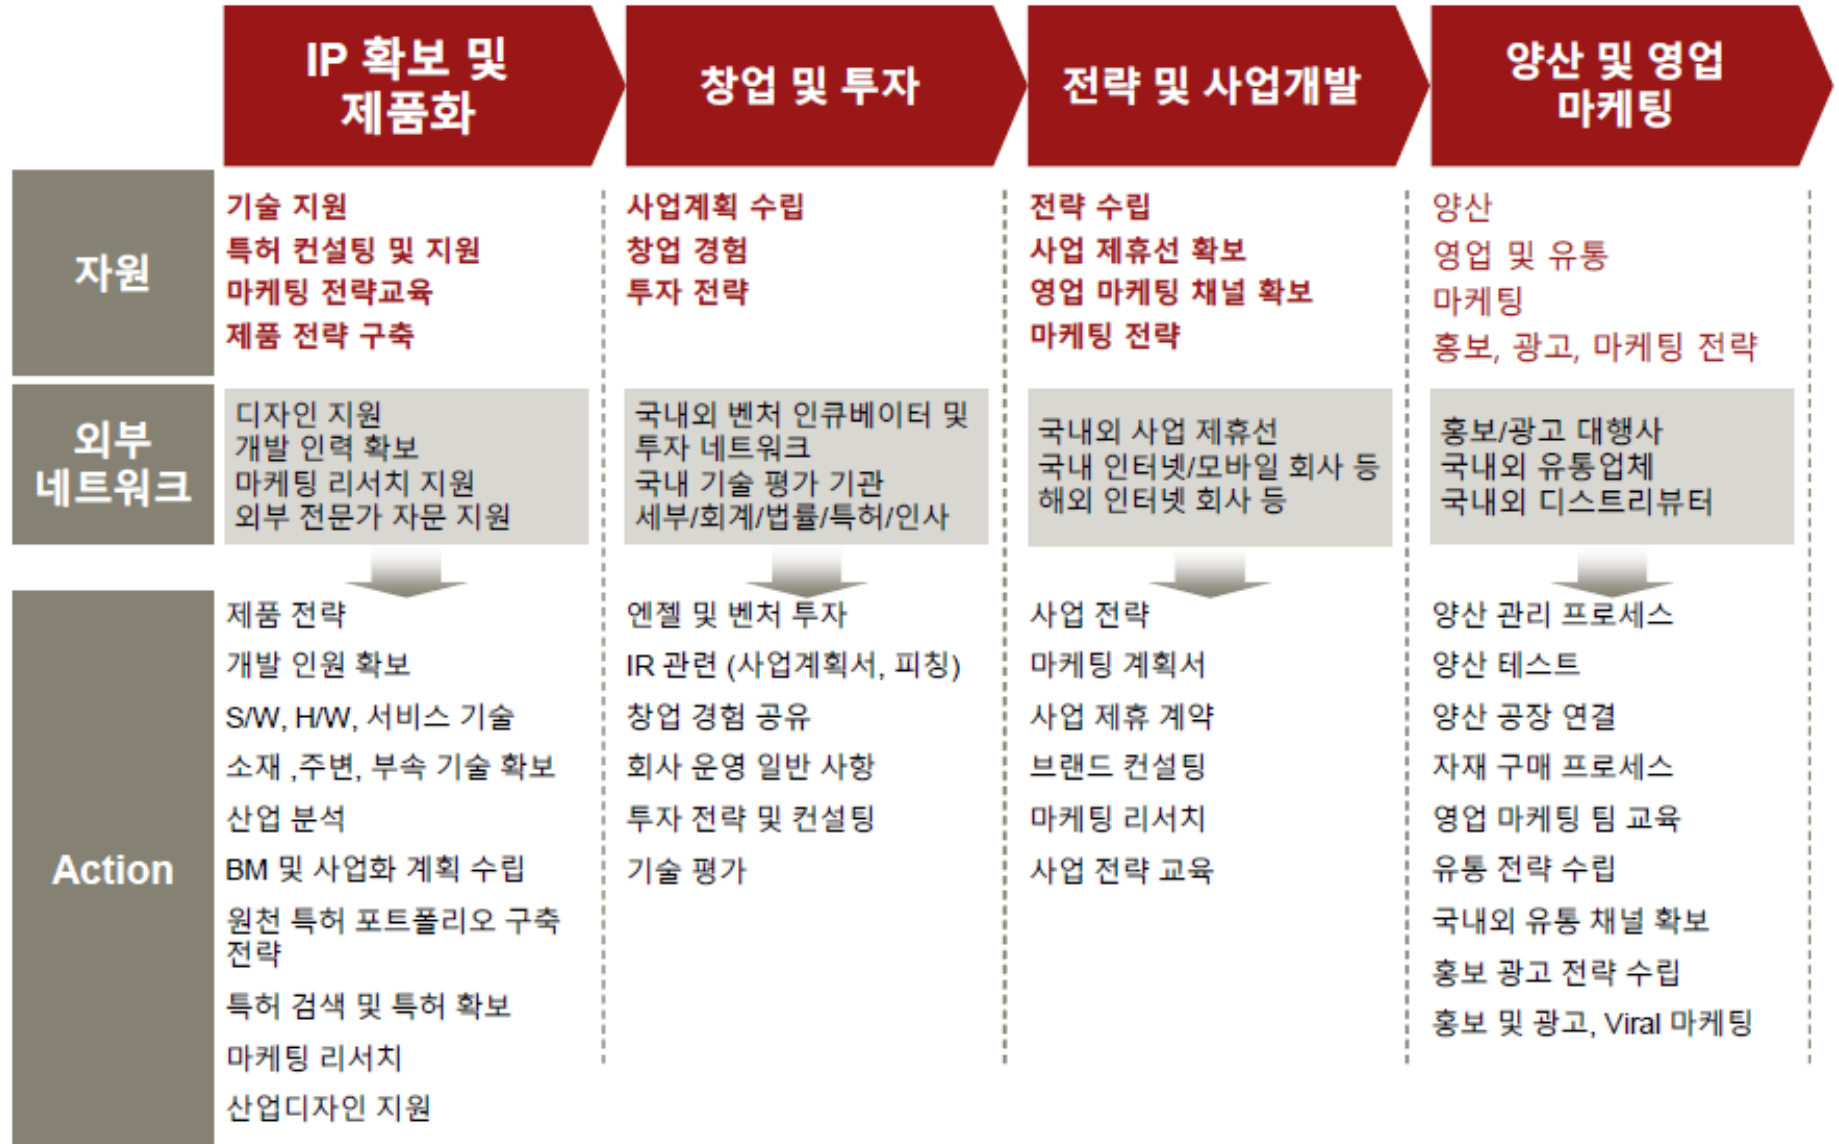 IP 확보 및
제품화
창업 및 투자
전략 및 사업개발
양산 및 영업
마케팅
자원
기술 지원
특허 컨설팅 및 지원
마케팅 전략교육
제품 전략 구축
사업계획 수립
창업 경험
투자 전략
전략 수립
사업 제휴선 확보
영업 마케팅 채널 확보
마케팅 전략
양산
영업 및 유통
마케팅
홍보, 광고, 마케팅 전략
외부
네트워크
디자인 지원
개발 인력 확보
마케팅 리서치 지원
외부 전문가 자문 지원
국내외 벤처 인큐베이터 및
투자 네트워크
국내 기술 평가 기관
세부/회계/법률/특허/인사
국내외 사업 제휴선
국내 인터넷/모바일 회사 등
해외 인터넷 회사 등
홍보/광고 대행사
국내외 유통업체
국내외 디스트리뷰터
Action
제품 전략
개발 인원 확보
S/W, H/W, 서비스 기술
소재 ,주변, 부속 기술 확보
산업 분석
BM 및 사업화 계획 수립
원천 특허 포트폴리오 구축
전략
특허 검색 및 특허 확보
마케팅 리서치
산업디자인 지원
엔젤 및 벤처 투자
IR 관련 (사업계획서, 피칭)
창업 경험 공유
회사 운영 일반 사항
투자 전략 및 컨설팅
기술 평가
사업 전략
마케팅 계획서
사업 제휴 계약
브랜드 컨설팅
마케팅 리서치
사업 전략 교육
양산 관리 프로세스
양산 테스트
양산 공장 연결
자재 구매 프로세스
영업 마케팅 팀 교육
유통 전략 수립
국내외 유통 채널 확보
홍보 광고 전략 수립
홍보 및 광고, Viral 마케팅